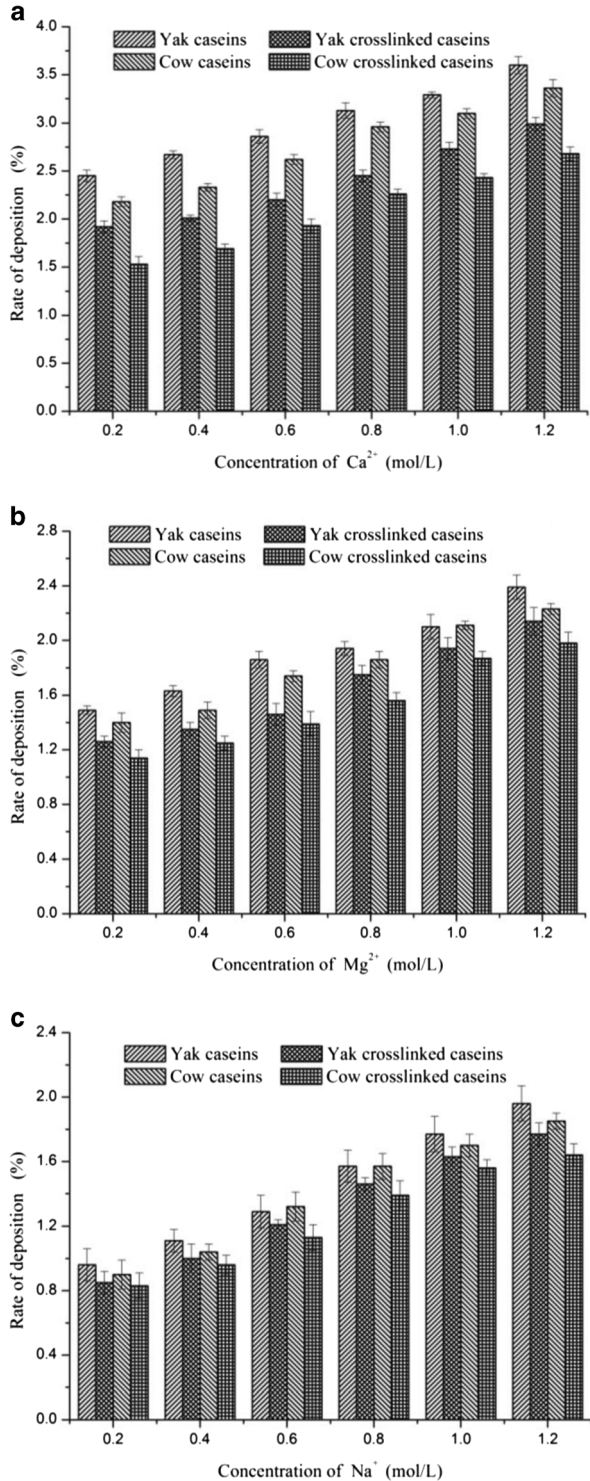 a
Yak caseins Yak crosslinked caseins
Cow caseins Cow crosslinked caseins
Rate of deposition (%)
4.0
3.5
3.0
2.5
2.0
1.5
1.0
0.5
0.0
0.2 0.4 0.6 0.8 1.0 1.2
Concentration of Ca²⁺ (mol/L)
b
Yak caseins Yak crosslinked caseins
Cow caseins Cow crosslinked caseins
Rate of deposition (%)
2.8
2.4
2.0
1.6
1.2
0.8
0.4
0.0
0.2 0.4 0.6 0.8 1.0 1.2
Concentration of Mg²⁺ (mol/L)
c
Yak caseins Yak crosslinked caseins
Cow caseins Cow crosslinked caseins
Rate of deposition (%)
2.4
2.0
1.6
1.2
0.8
0.4
0.0
0.2 0.4 0.6 0.8 1.0 1.2
Concentration of Na⁺ (mol/L)